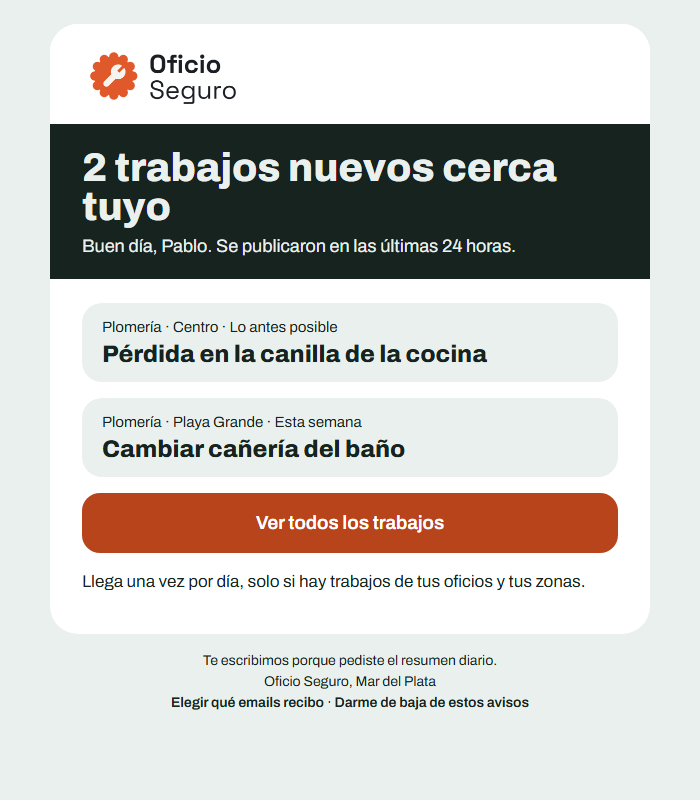 Oficio
Seguro
2 trabajos nuevos cerca
tuyo
Buen día, Pablo. Se publicaron en las últimas 24 horas.
Plomería · Centro · Lo antes posible
Pérdida en la canilla de la cocina
Plomería · Playa Grande · Esta semana
Cambiar cañería del baño
Ver todos los trabajos
Llega una vez por día, solo si hay trabajos de tus oficios y tus zonas.
Te escribimos porque pediste el resumen diario.
Oficio Seguro, Mar del Plata
Elegir qué emails recibo · Darme de baja de estos avisos